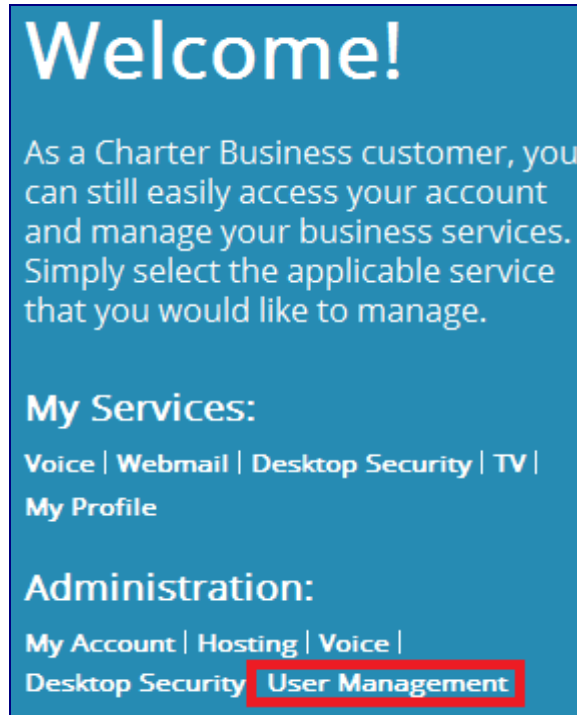 Welcome!
As a Charter Business customer, you
can still easily access your account
and manage your business services.
Simply select the applicable service
that you would like to manage.
My Services:
Voice | Webmail | Desktop Security | TV |
My Profile
Administration:
My Account | Hosting | Voice |
Desktop Security User Management